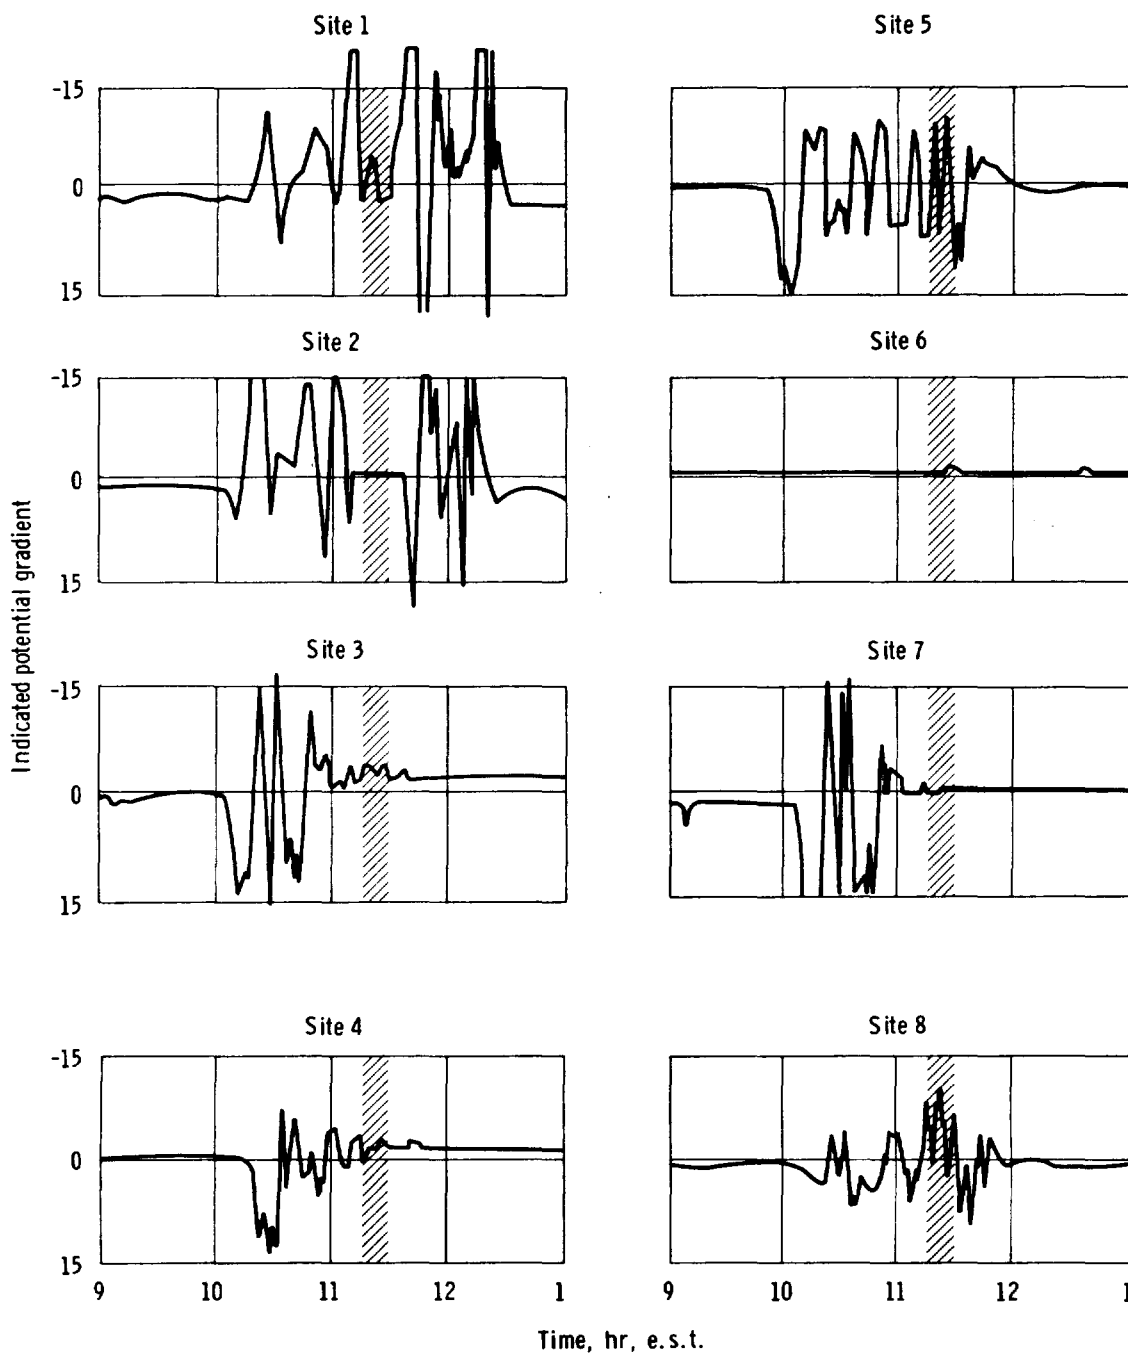 Site 1
Site 5
-15
0
15
Site 2
Site 6
-15
0
15
Indicated potential gradient
Site 3
Site 7
-15
0
15
Site 4
Site 8
-15
0
15
9 10 11 12 1
9 10 11 12 1
Time, hr, e.s.t.